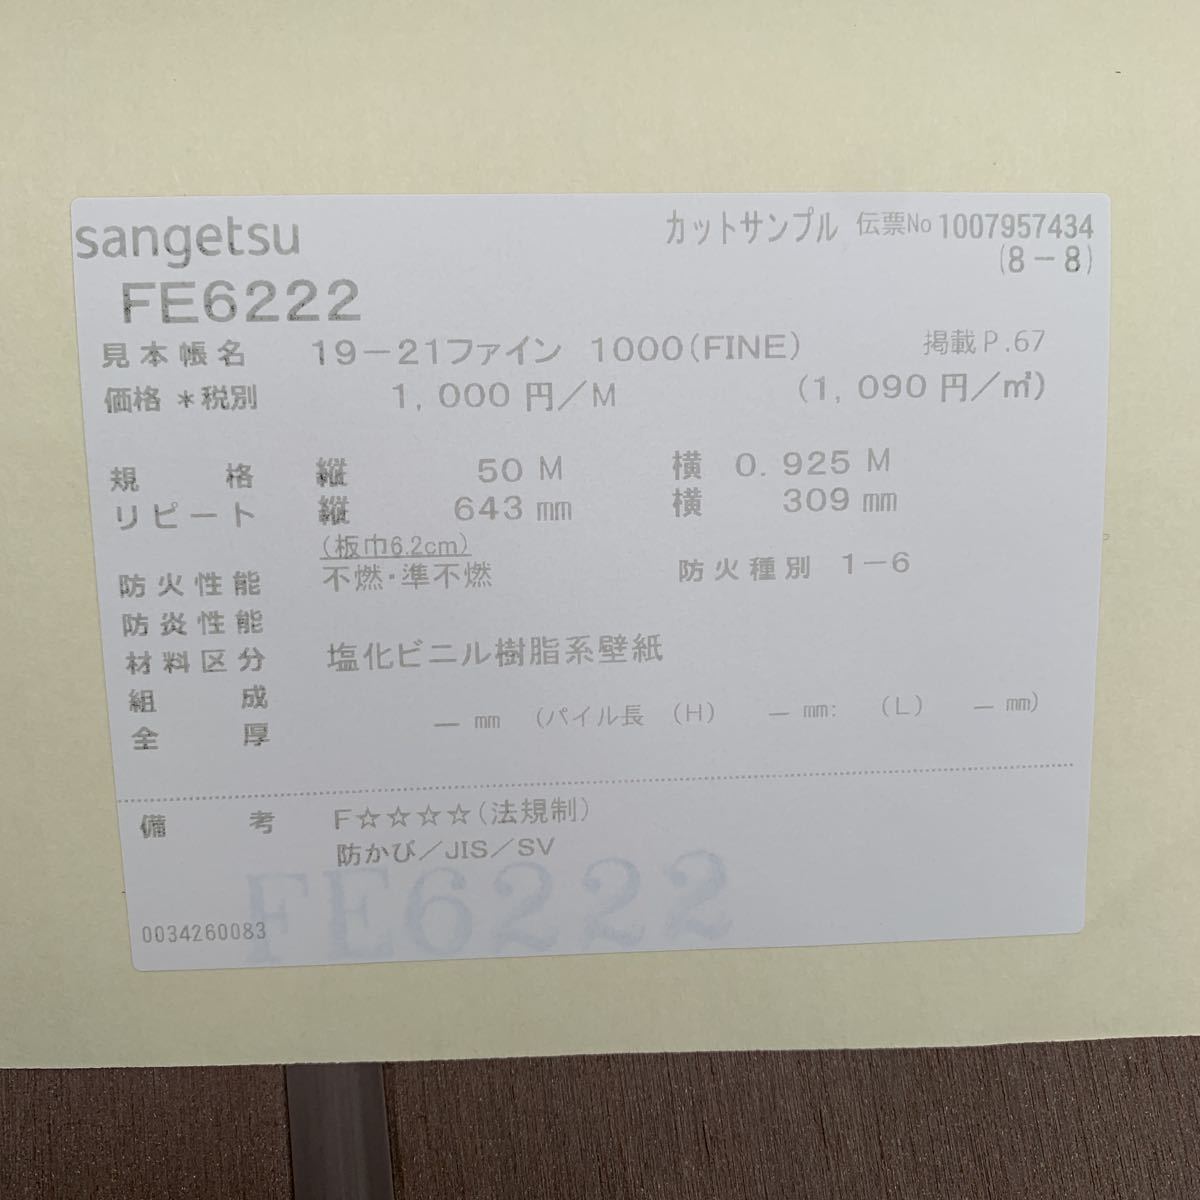 sangetsu カットサンプル 伝票No 1007957434
(8-8)
FE6222
見本帳名 19-21ファイン 1000(FINE) 掲載P.67
価格 *税別 1,000 円/M (1,090 円/㎡)
規格 縦 50 M 横 0.925 M
リピート 縦 643 mm 横 309 mm
(板巾6.2cm)
防火性能 不燃・準不燃 防火種別 1-6
防炎性能
材料区分 塩化ビニル樹脂系壁紙
組成
全厚 - mm (パイル長 (H) - mm: (L) - mm)
備考 F☆☆☆☆(法規制)
防かび/JIS/SV
FE6222
0034260083